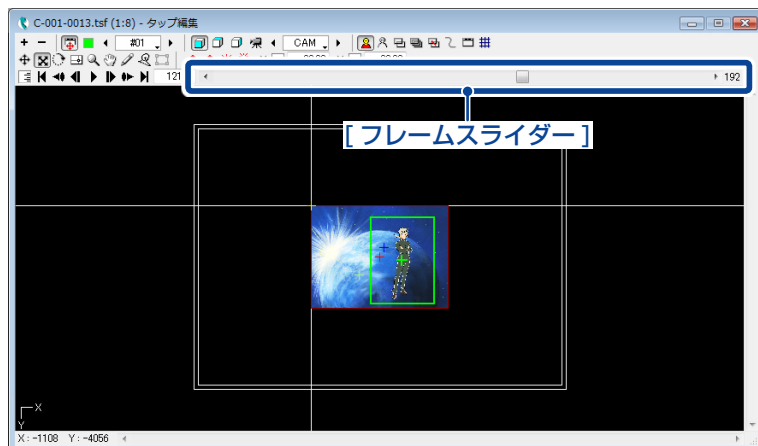 C-001-0013.tsf (1:8) - タップ編集
#01
CAM
121
192
[ フレームスライダー ]
X
Y
X : -1108 Y : -4056